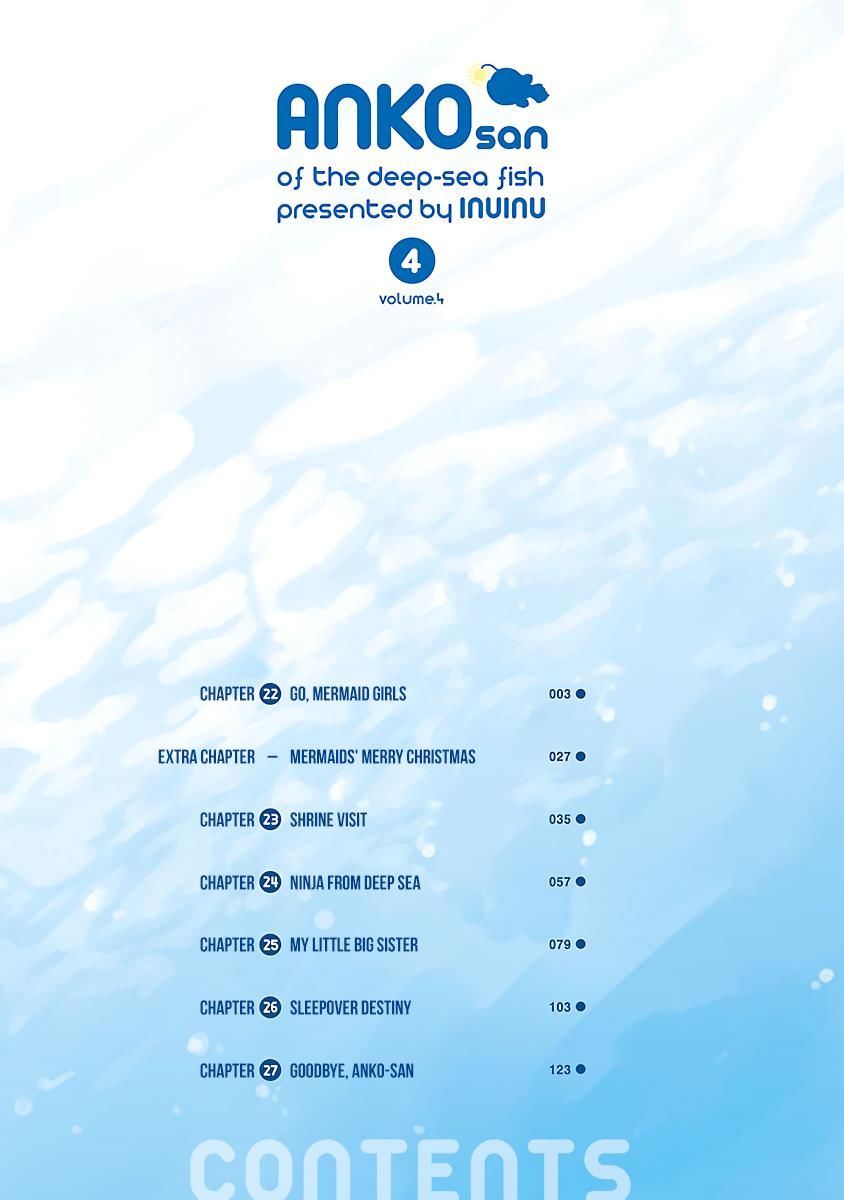 ANKO san
of the deep-sea fish
presented by INUINU
4
volume.4
CHAPTER 22 GO, MERMAID GIRLS 003
EXTRA CHAPTER – MERMAIDS' MERRY CHRISTMAS 027
CHAPTER 23 SHRINE VISIT 035
CHAPTER 24 NINJA FROM DEEP SEA 057
CHAPTER 25 MY LITTLE BIG SISTER 079
CHAPTER 26 SLEEPOVER DESTINY 103
CHAPTER 27 GOODBYE, ANKO-SAN 123
CONTENTS